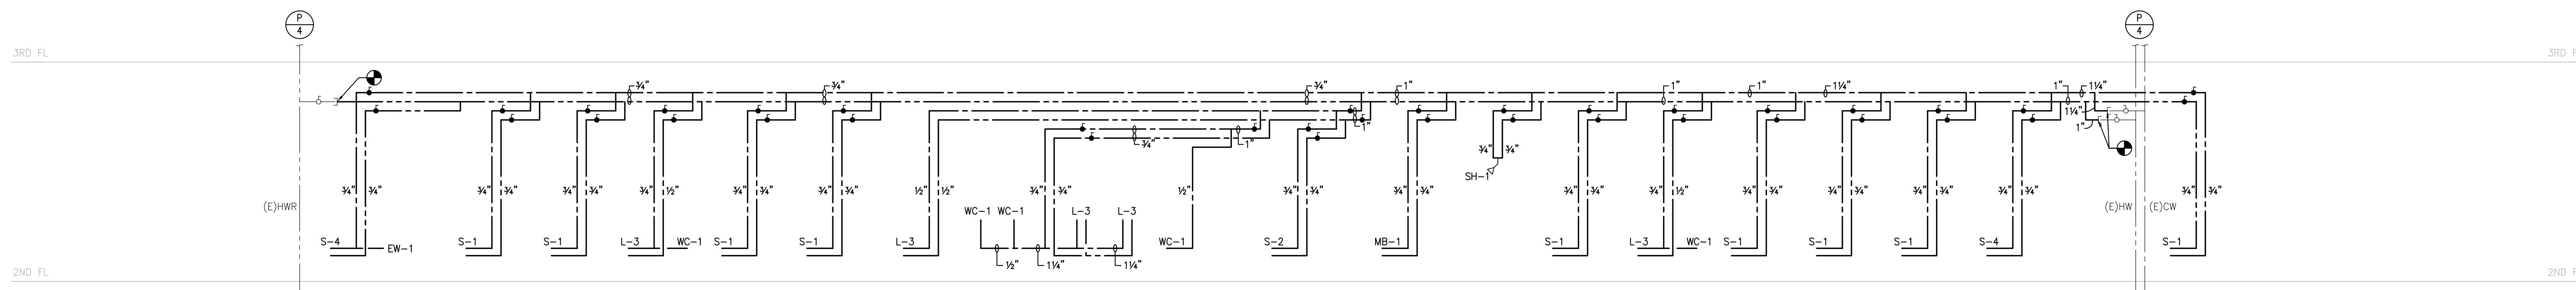 P
4
P
4
3RD FL
3RD F
¾" ¾" ¾" 1" 1" 1" 1¼" 1" 1¼"
1¼"
1" 1"
¾" 1" ¾" ¾"
SH-1
¾" ¾" ¾" ¾" ¾" ¾" ¾" ½" ¾" ¾" ¾" ¾" ½" ½" ¾" ¾" ½" ¾" ¾" ¾" ¾" ¾" ¾" ¾" ½" ¾" ¾" ¾" ¾" ¾" ¾" ¾" ¾" ¾" ¾"
(E)HWR (E)HW (E)CW
WC-1 WC-1 L-3 L-3
S-4 EW-1 S-1 S-1 L-3 WC-1 S-1 S-1 L-3 WC-1 S-2 MB-1 S-1 L-3 WC-1 S-1 S-1 S-1 S-4 S-1
½" 1¼" 1¼"
2ND FL
2ND F